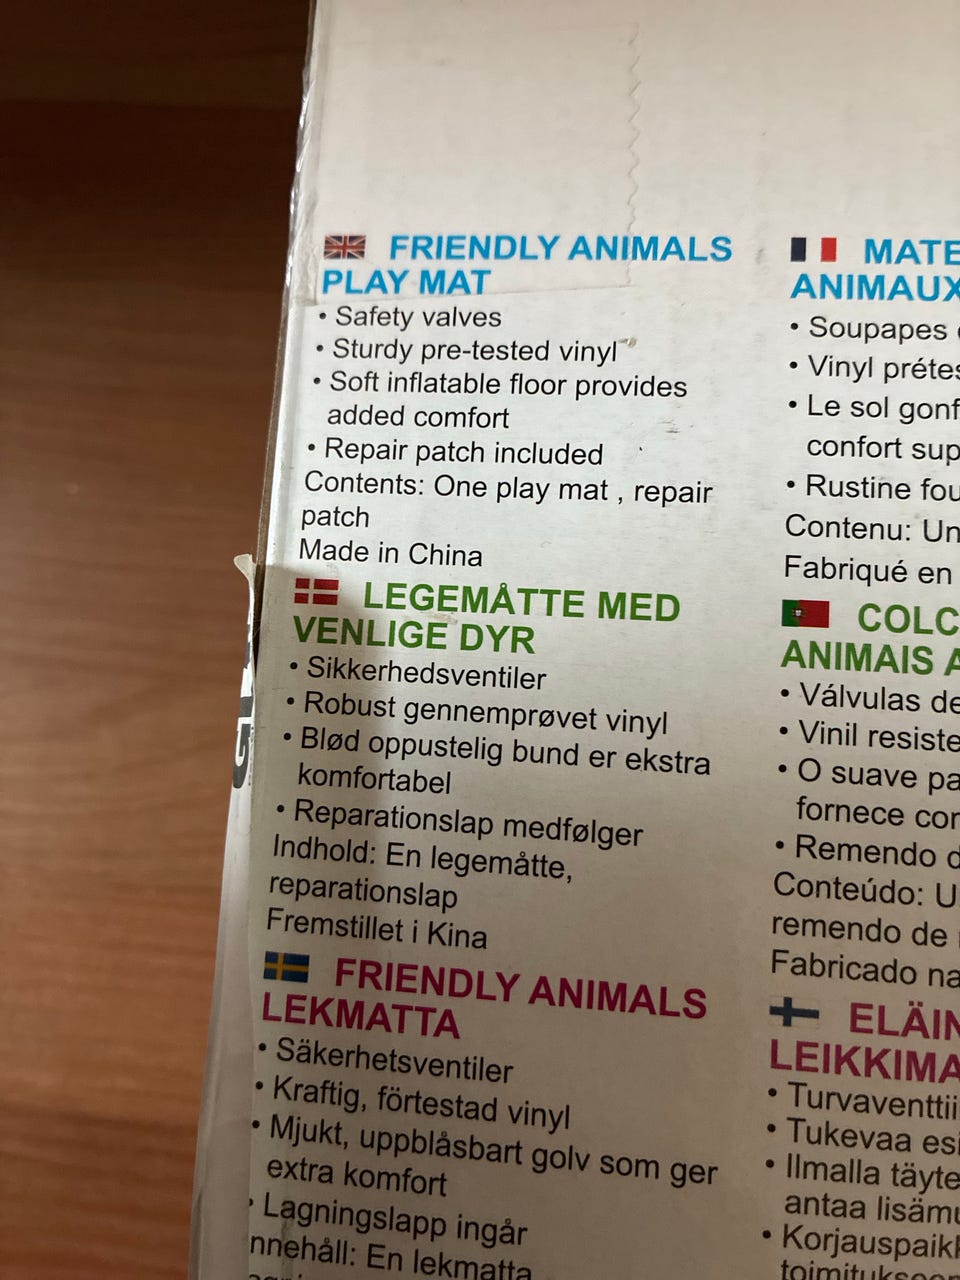 FRIENDLY ANIMALS
PLAY MAT
• Safety valves
• Sturdy pre-tested vinyl
• Soft inflatable floor provides
added comfort
• Repair patch included
Contents: One play mat , repair
patch
Made in China
LEGEMÅTTE MED
VENLIGE DYR
• Sikkerhedsventiler
• Robust gennemprøvet vinyl
• Blød oppustelig bund er ekstra
komfortabel
• Reparationslap medfølger
Indhold: En legemåtte,
reparationslap
Fremstillet i Kina
FRIENDLY ANIMALS
LEKMATTA
• Säkerhetsventiler
• Kraftig, förtestad vinyl
• Mjukt, uppblåsbart golv som ger
extra komfort
• Lagningslapp ingår
nnehåll: En lekmatta
MATE
ANIMAUX
• Soupapes
• Vinyl prétes
• Le sol gonf
confort sup
• Rustine fou
Contenu: Un
Fabriqué en
COLC
ANIMAIS A
• Válvulas de
• Vinil resiste
• O suave pa
fornece cor
• Remendo d
Conteúdo: U
remendo de
Fabricado na
ELÄIN
LEIKKIMA
• Turvaventtii
• Tukevaa esi
• Ilmalla täyte
antaa lisämu
• Korjauspaikk